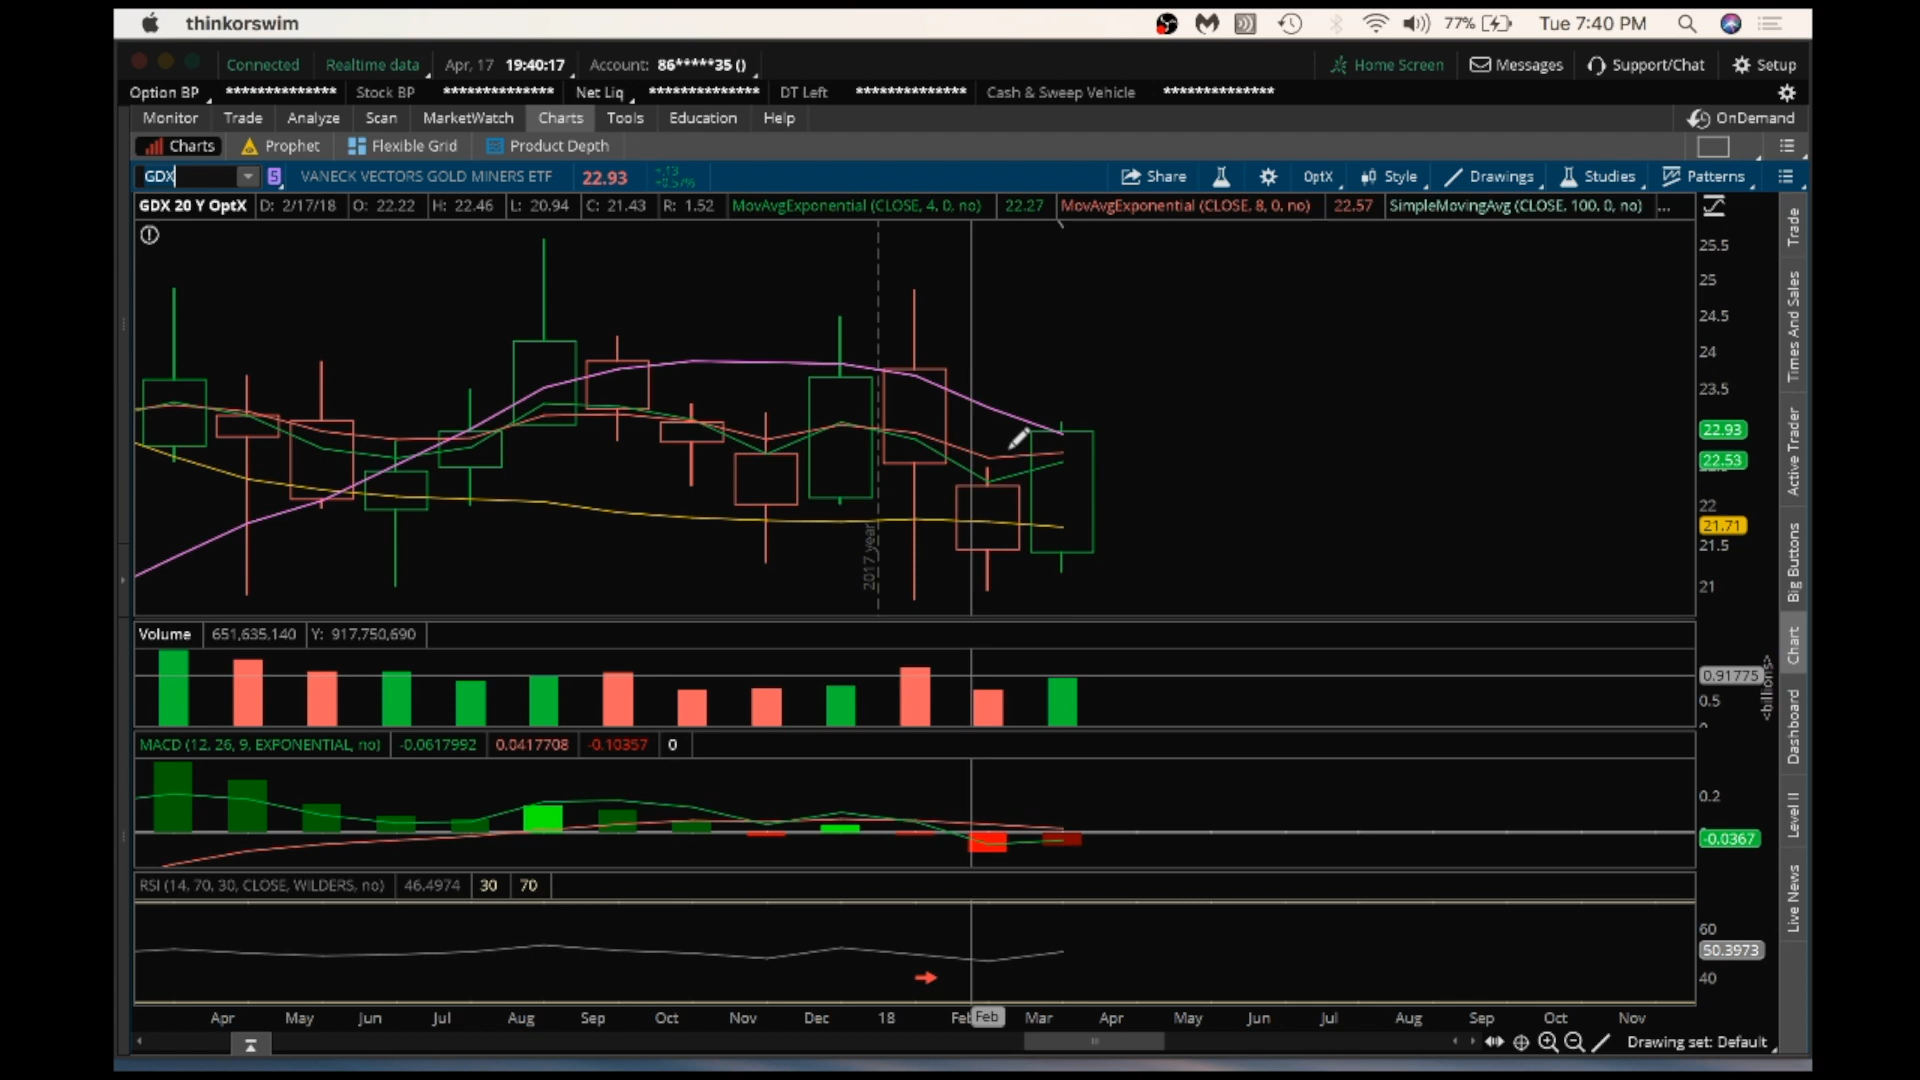 thinkorswim 77% Tue 7:40 PM
Connected Realtime data Apr, 17 19:40:17 Account: 86*****35 () Home Screen Messages Support/Chat Setup
Option BP ************** Stock BP ************** Net Liq ************** DT Left ************** Cash & Sweep Vehicle **************
Monitor Trade Analyze Scan MarketWatch Charts Tools Education Help OnDemand
Charts Prophet Flexible Grid Product Depth
GDX S VANECK VECTORS GOLD MINERS ETF 22.93 +.13 +0.57% Share OptX Style Drawings Studies Patterns
GDX 20 Y OptX D: 2/17/18 O: 22.22 H: 22.46 L: 20.94 C: 21.43 R: 1.52 MovAvgExponential (CLOSE, 4, 0, no) 22.27 MovAvgExponential (CLOSE, 8, 0, no) 22.57 SimpleMovingAvg (CLOSE, 100, 0, no) ...
25.5
25
24.5
24
23.5
22.93
22.53
22
21.71
21.5
21
2017 year
Volume 651,635,140 Y: 917,750,690
0.91775
0.5
<billions>
MACD (12, 26, 9, EXPONENTIAL, no) -0.0617992 0.0417708 -0.10357 0
0.2
-0.0367
RSI (14, 70, 30, CLOSE, WILDERS, no) 46.4974 30 70
60
50.3973
40
Apr May Jun Jul Aug Sep Oct Nov Dec 18 Feb Feb Mar Apr May Jun Jul Aug Sep Oct Nov
Drawing set: Default
Trade
Times And Sales
Active Trader
Big Buttons
Chart
Dashboard
Level II
Live News